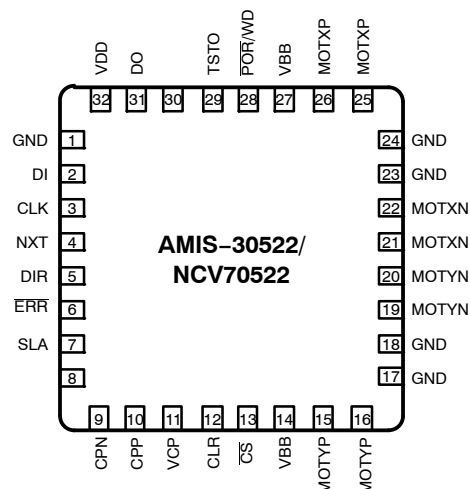 VDD DO TSTO P̅O̅R̅/WD VBB MOTXP MOTXP
32 31 30 29 28 27 26 25
GND 1
DI 2
CLK 3
NXT 4
DIR 5
E̅R̅R̅ 6
SLA 7
8
AMIS−30522/
NCV70522
24 GND
23 GND
22 MOTXN
21 MOTXN
20 MOTYN
19 MOTYN
18 GND
17 GND
9 10 11 12 13 14 15 16
CPN CPP VCP CLR C̅S̅ VBB MOTYP MOTYP